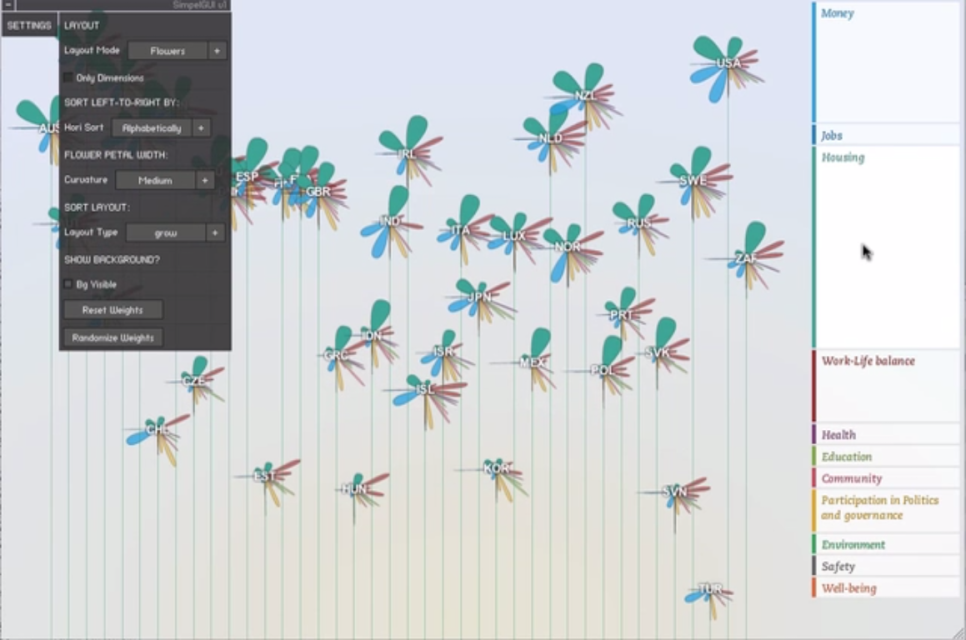 SimpelGUI v1
SETTINGS
LAYOUT
Layout Mode
Flowers
+
Only Dimensions
SORT LEFT-TO-RIGHT BY:
Hori Sort
Alphabetically
+
FLOWER PETAL WIDTH:
Curvature
Medium
+
SORT LAYOUT:
Layout Type
grow
+
SHOW BACKGROUND?
Bg Visible
Reset Weights
Randomize Weights
USA
NZL
AUS
NLD
IRL
ESP
GBR
SWE
IND
ITA
LUX
RUS
NOR
ZAF
JPN
PRT
IDN
GRC
ISR
MEX
SVK
POL
CZE
ISL
CHL
EST
KOR
HUN
SVN
TUR
Money
Jobs
Housing
Work-Life balance
Health
Education
Community
Participation in Politics
and governance
Environment
Safety
Well-being